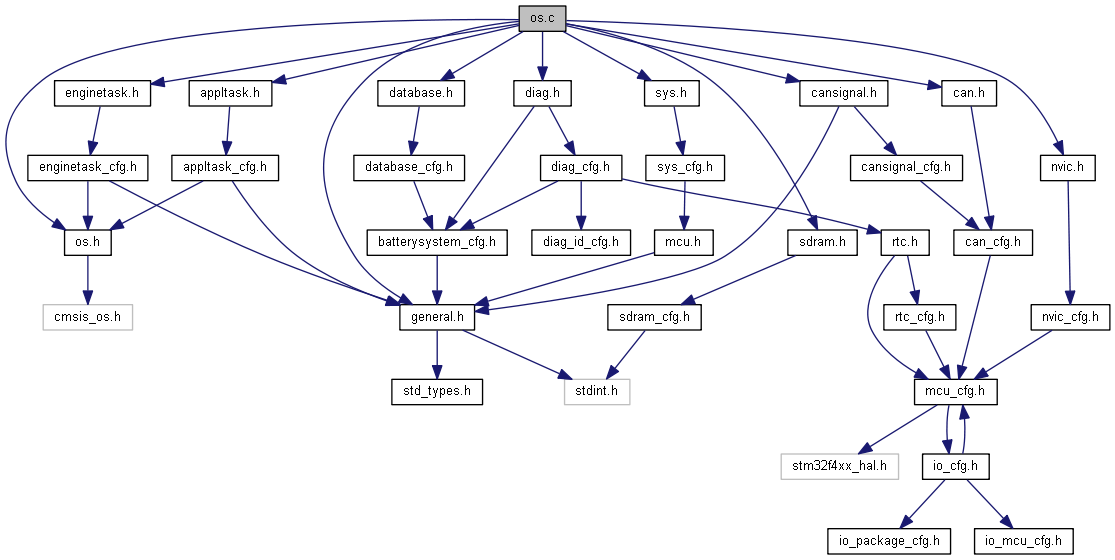 os.c
enginetask.h
appltask.h
database.h
diag.h
sys.h
cansignal.h
can.h
enginetask_cfg.h
appltask_cfg.h
database_cfg.h
diag_cfg.h
sys_cfg.h
cansignal_cfg.h
nvic.h
os.h
batterysystem_cfg.h
diag_id_cfg.h
mcu.h
sdram.h
rtc.h
can_cfg.h
cmsis_os.h
general.h
sdram_cfg.h
rtc_cfg.h
nvic_cfg.h
std_types.h
stdint.h
mcu_cfg.h
stm32f4xx_hal.h
io_cfg.h
io_package_cfg.h
io_mcu_cfg.h